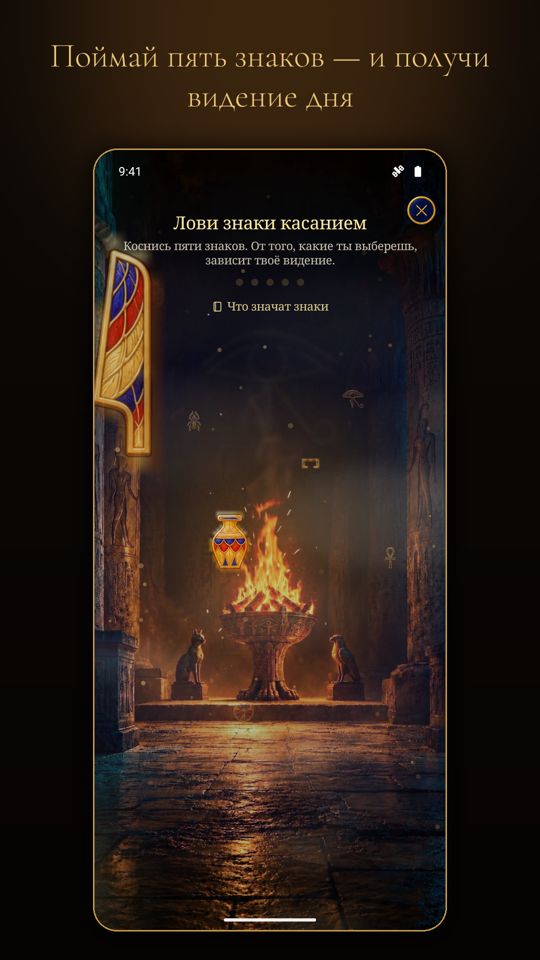 Поймай пять знаков — и получи
видение дня
9:41
Лови знаки касанием
Коснись пяти знаков. От того, какие ты выберешь,
зависит твоё видение.
Что значат знаки